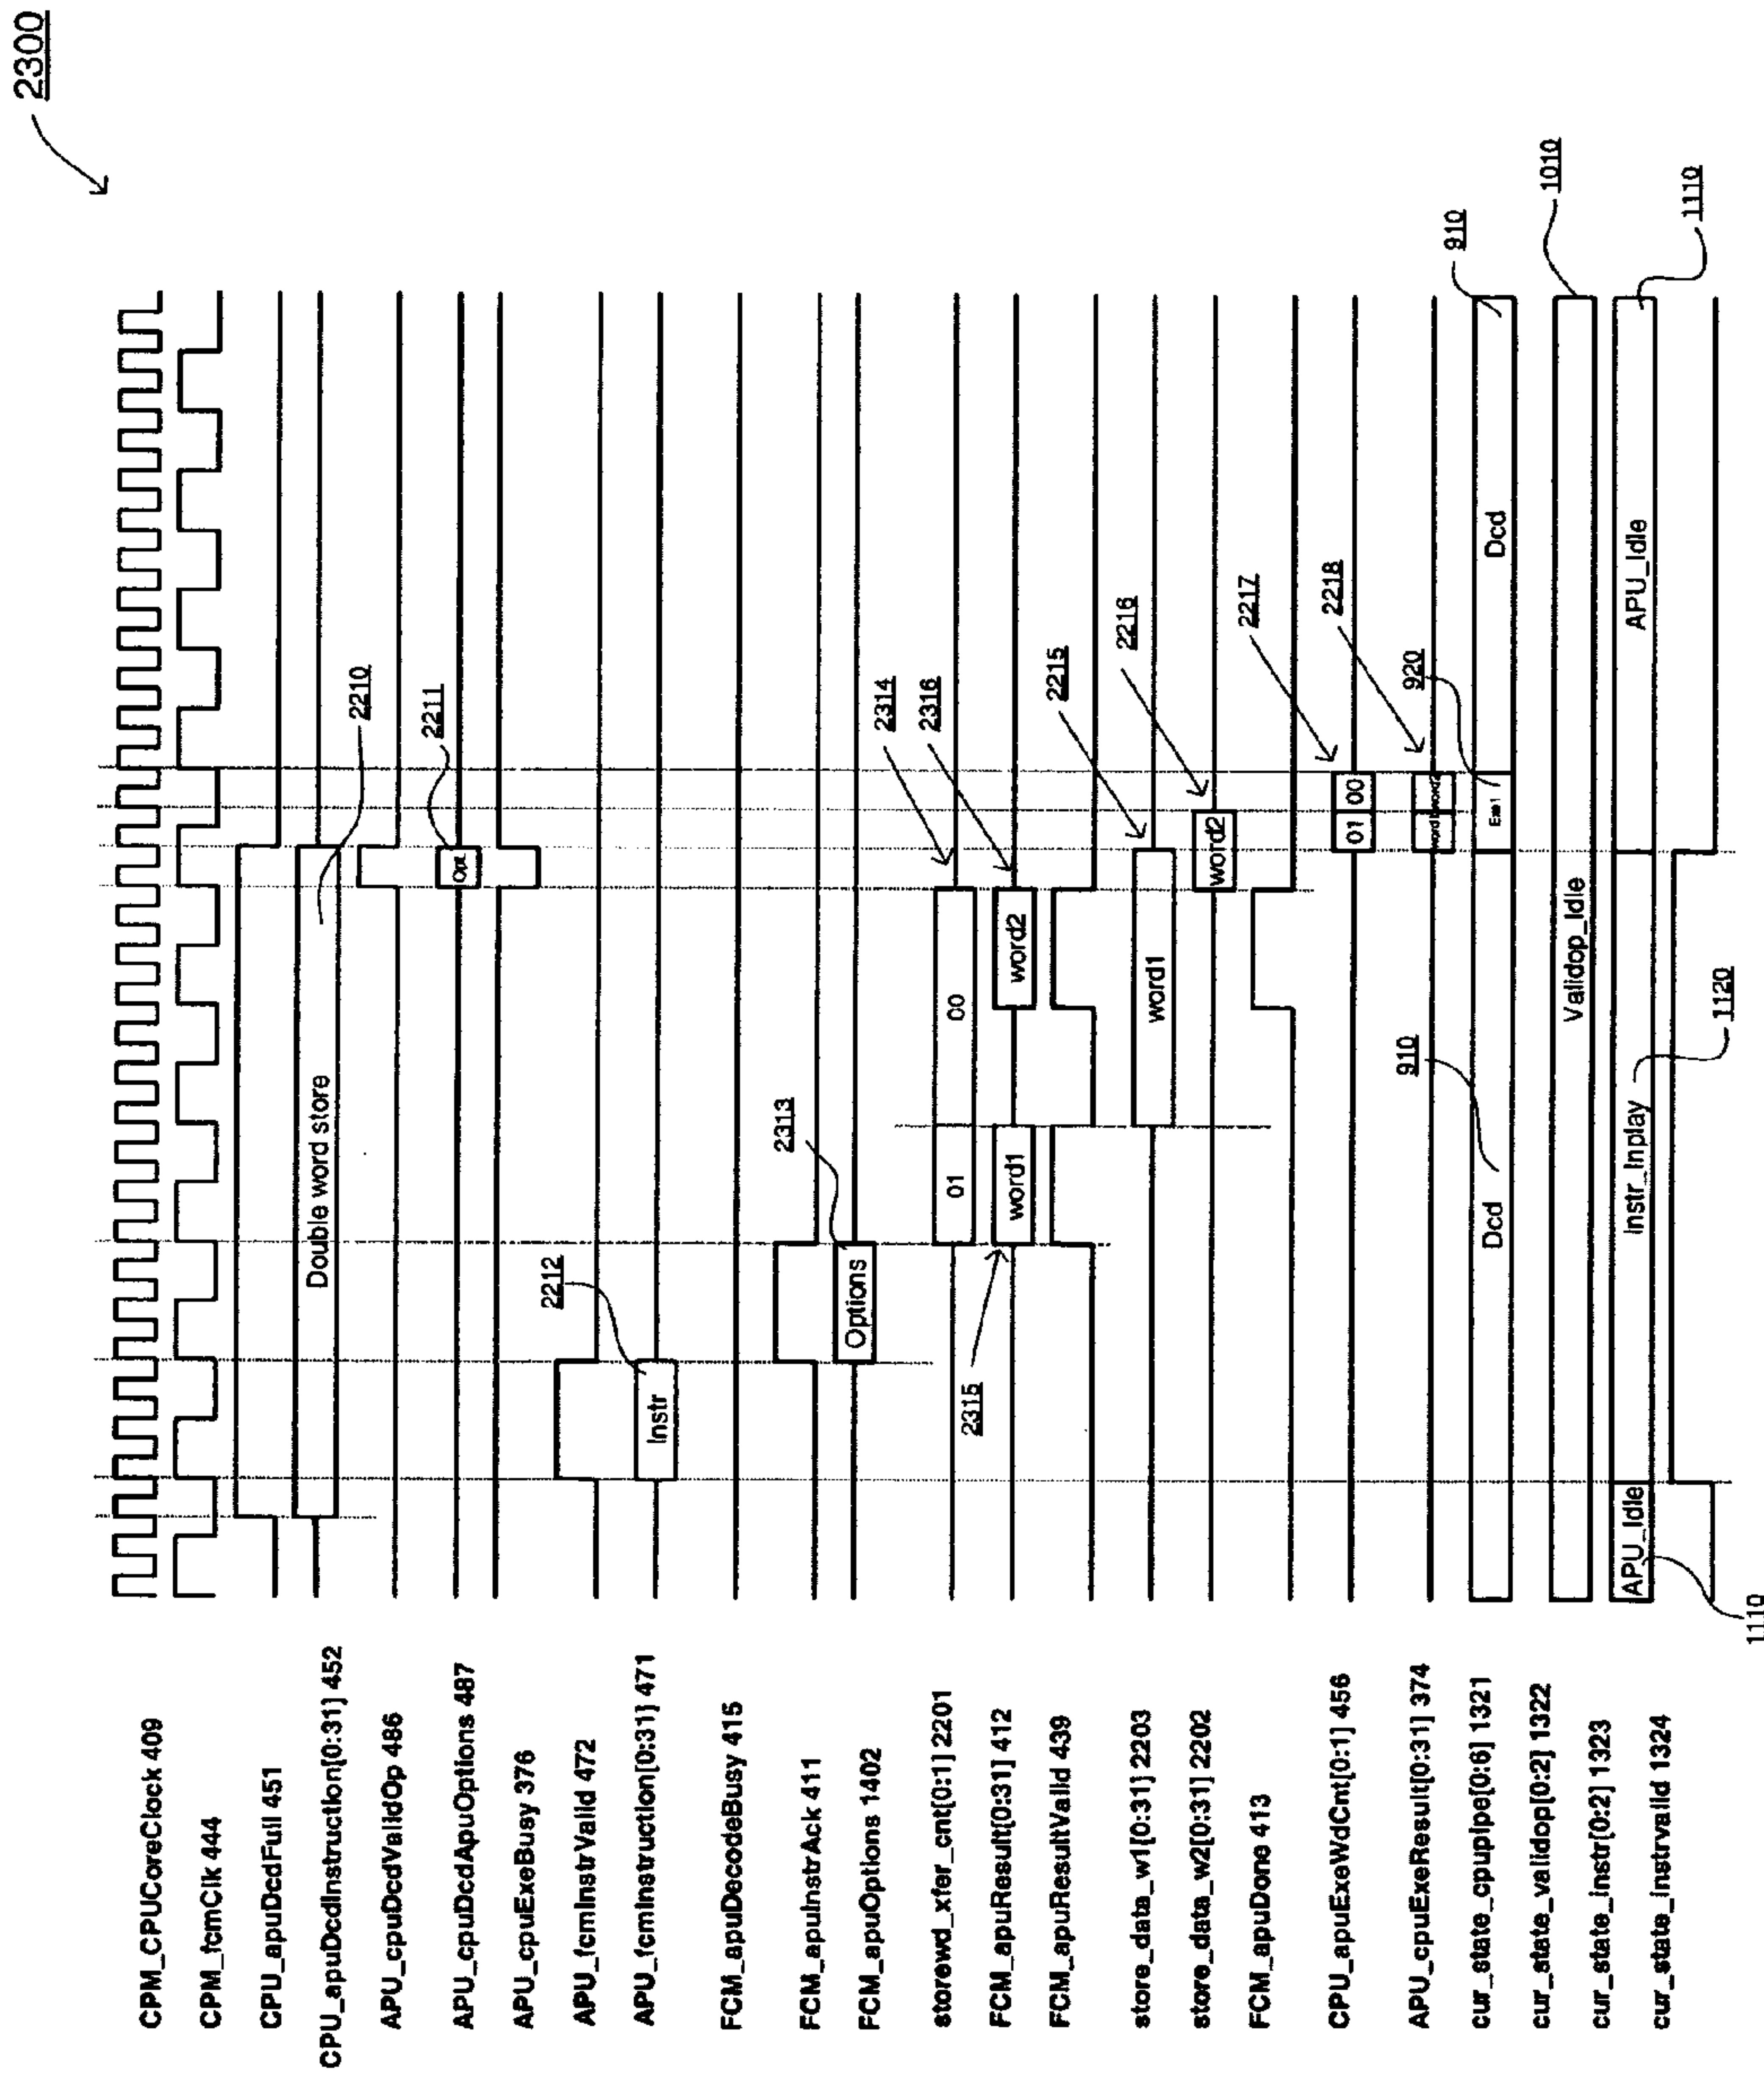 2300
CPM_CPUCoreClock 409
CPM_fcmClk 444
CPU_apuDcdFull 451
CPU_apuDcdInstruction[0:31] 452
Double word store
2210
APU_cpuDcdValidOp 486
APU_cpuDcdApuOptions 487
Opt.
2211
APU_cpuExeBusy 376
APU_fcmInstrValid 472
2212
APU_fcmInstruction[0:31] 471
Instr
FCM_apuDecodeBusy 415
FCM_apuInstrAck 411
2313
FCM_apuOptions 1402
Options
storewd_xfer_cnt[0:1] 2201
01
00
2314
FCM_apuResult[0:31] 412
2315
word1
word2
2316
FCM_apuResultValid 439
store_data_w1[0:31] 2203
word1
2215
store_data_w2[0:31] 2202
word2
2216
FCM_apuDone 413
CPU_apuExeWdCnt[0:1] 456
01
00
2217
APU_cpuExeResult[0:31] 374
word1
word2
2218
cur_state_cpupipe[0:6] 1321
Dcd
910
Exe1
920
Dcd
910
cur_state_validop[0:2] 1322
Validop_Idle
1010
cur_state_instr[0:2] 1323
APU_Idle
1110
Instr_Inplay
1120
APU_Idle
1110
cur_state_instrvalid 1324